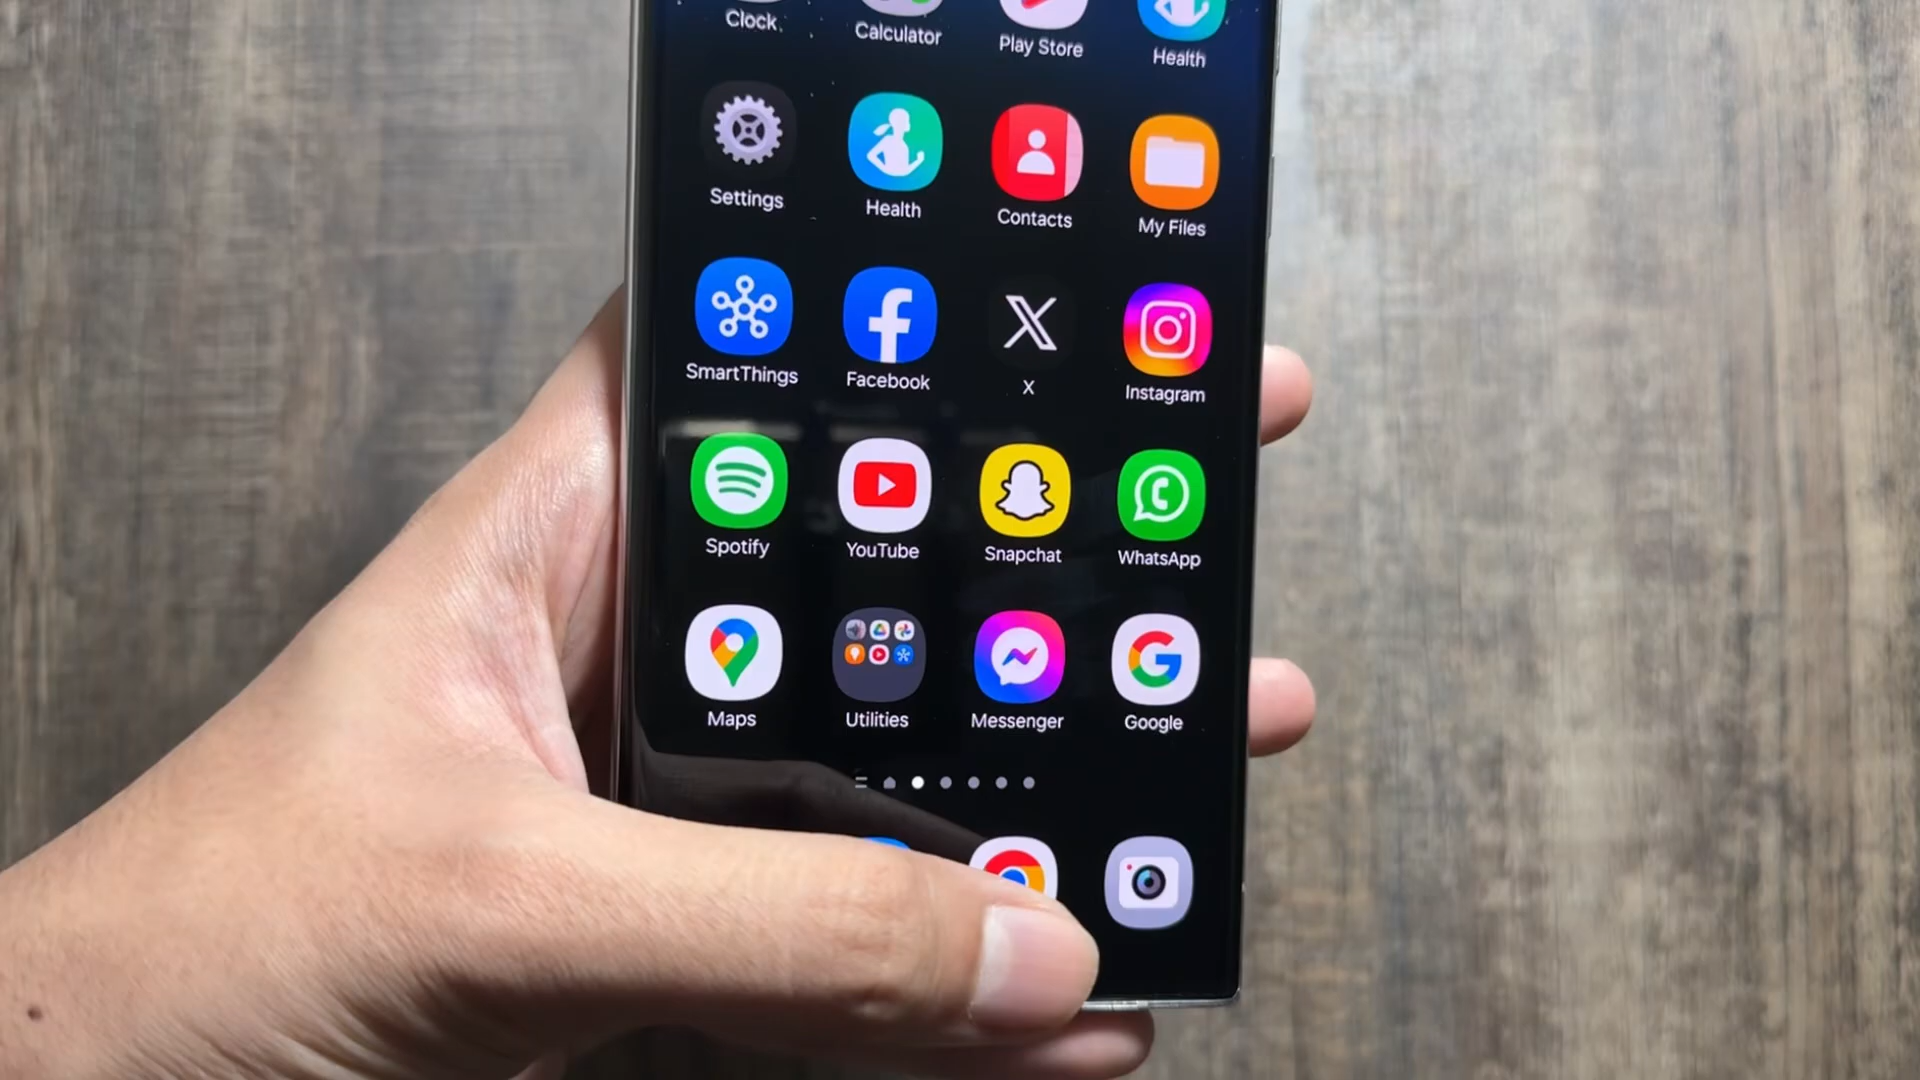 Clock
Calculator
Play Store
Health
Settings
Health
Contacts
My Files
SmartThings
Facebook
X
Instagram
Spotify
YouTube
Snapchat
WhatsApp
Maps
Utilities
Messenger
Google